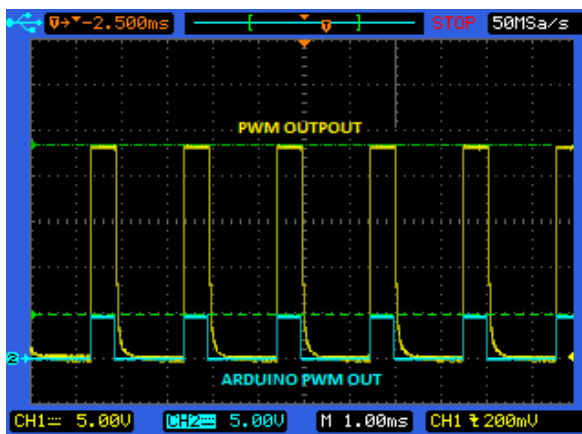 -2.500ms STOP 50MSa/s
T
PWM OUTPOUT
2
ARDUINO PWM OUT
CH1 5.00V CH2 5.00V M 1.00ms CH1 200mV